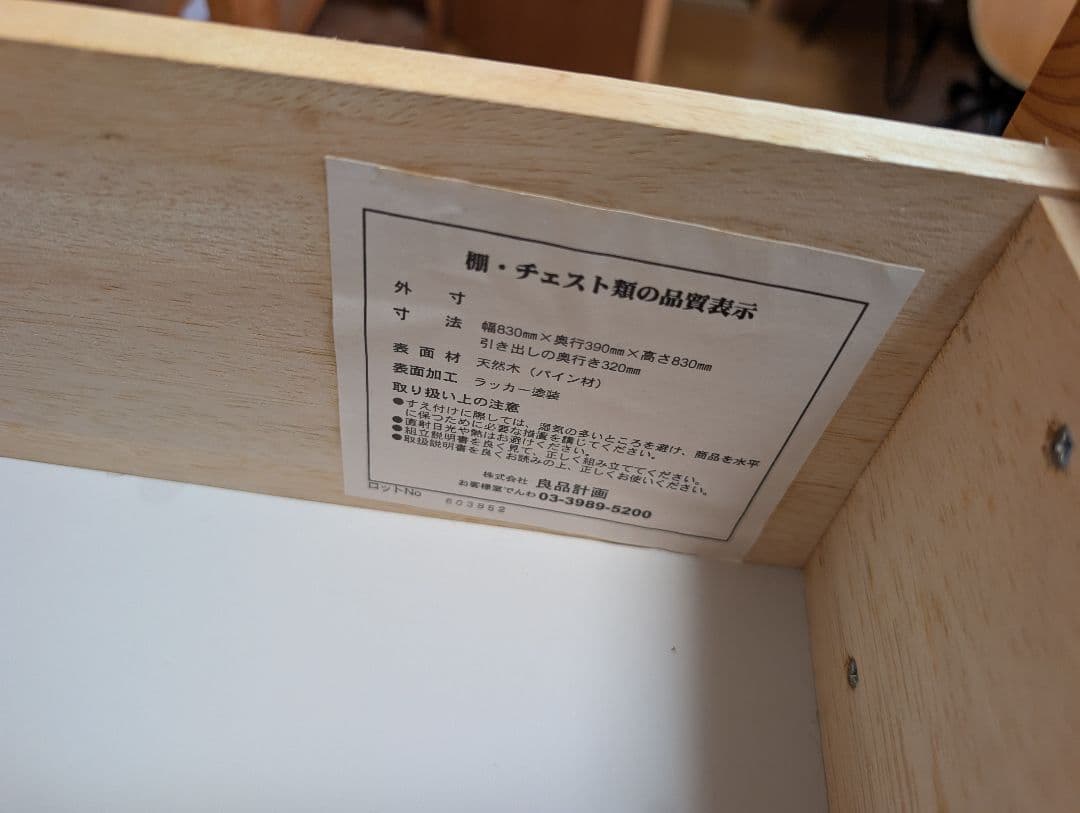 棚・チェスト類の品質表示
外寸
寸法 幅830mm×奥行390mm×高さ830mm
引き出しの奥行き320mm
表面材 天然木（パイン材）
表面加工 ラッカー塗装
取り扱い上の注意
●すえ付けに際しては、湿気の多いところを避け、商品を水平
に保つために必要な措置を講じてください。
●直射日光や熱はお避けください。
●組立説明書を良く見て、正しく組み立ててください。
●取扱説明書を良くお読みの上、正しくお使いください。
株式会社 良品計画
お客様室でんわ 03-3989-5200
ロットNo